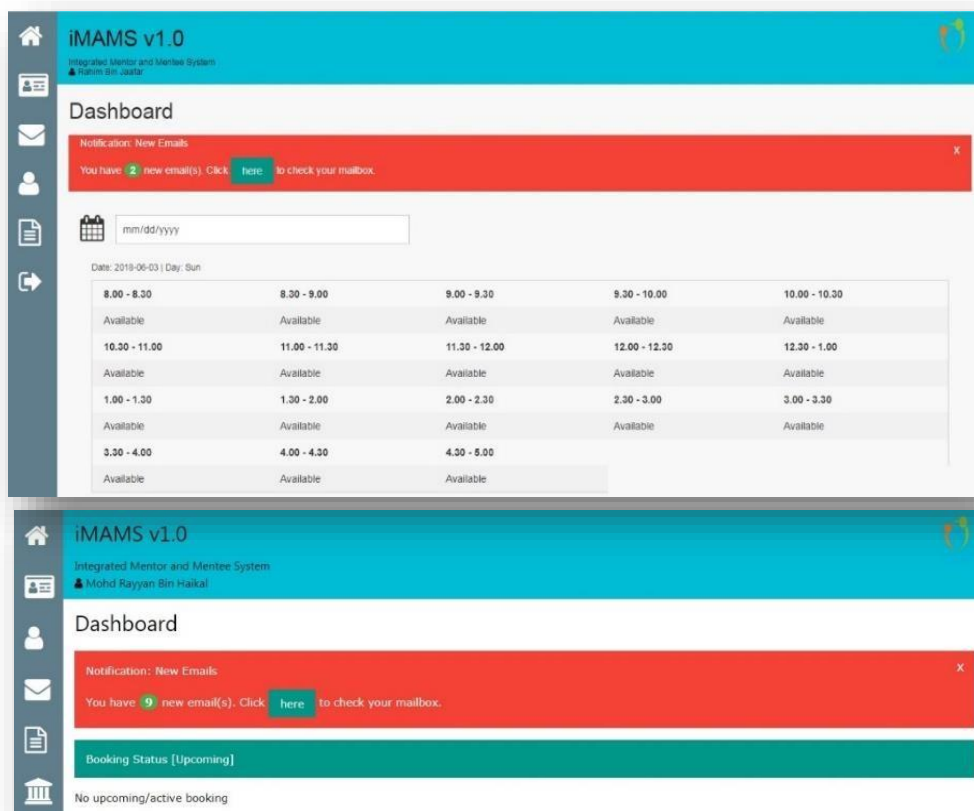 iMAMS v1.0
Integrated Mentor and Mentee System
Rahim Bin Jaafar
Dashboard
Notification: New Emails
X
You have 2 new email(s). Click here to check your mailbox.
mm/dd/yyyy
Date: 2018-06-03 | Day: Sun
8.00 - 8.30 8.30 - 9.00 9.00 - 9.30 9.30 - 10.00 10.00 - 10.30
Available Available Available Available Available
10.30 - 11.00 11.00 - 11.30 11.30 - 12.00 12.00 - 12.30 12.30 - 1.00
Available Available Available Available Available
1.00 - 1.30 1.30 - 2.00 2.00 - 2.30 2.30 - 3.00 3.00 - 3.30
Available Available Available Available Available
3.30 - 4.00 4.00 - 4.30 4.30 - 5.00
Available Available Available
iMAMS v1.0
Integrated Mentor and Mentee System
Mohd Rayyan Bin Haikal
Dashboard
Notification: New Emails
X
You have 9 new email(s). Click here to check your mailbox.
Booking Status [Upcoming]
No upcoming/active booking